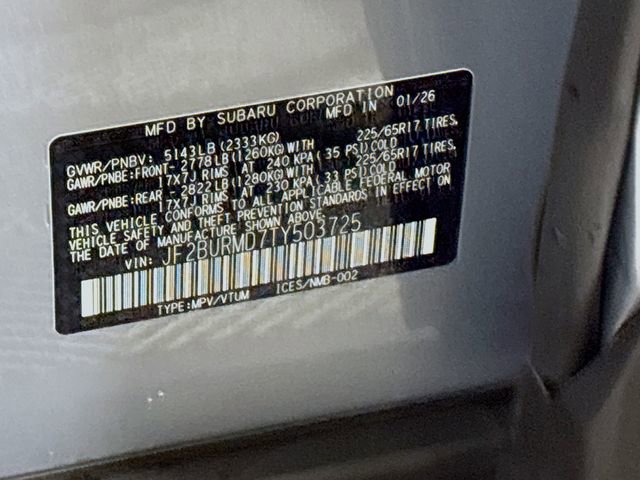 MFD BY SUBARU CORPORATION
MFD IN 01/26
GVWR/PNBV: 5143LB (2333KG)
GAWR/PNBE:FRONT-2778LB(1260KG)WITH 225/65R17 TIRES,
17X7J RIMS AT 240 KPA( 35 PSI)COLD
GAWR/PNBE:REAR - 2822LB(1280KG)WITH 225/65R17 TIRES,
17X7J RIMS AT 230 KPA( 33 PSI)COLD
THIS VEHICLE CONFORMS TO ALL APPLICABLE FEDERAL MOTOR
VEHICLE SAFETY AND THEFT PREVENTION STANDARDS IN EFFECT ON
THE DATE OF MANUFACTURE SHOWN ABOVE
VIN: JF2BURMD7TY503725
TYPE:MPV/VTUM ICES/NMB-002